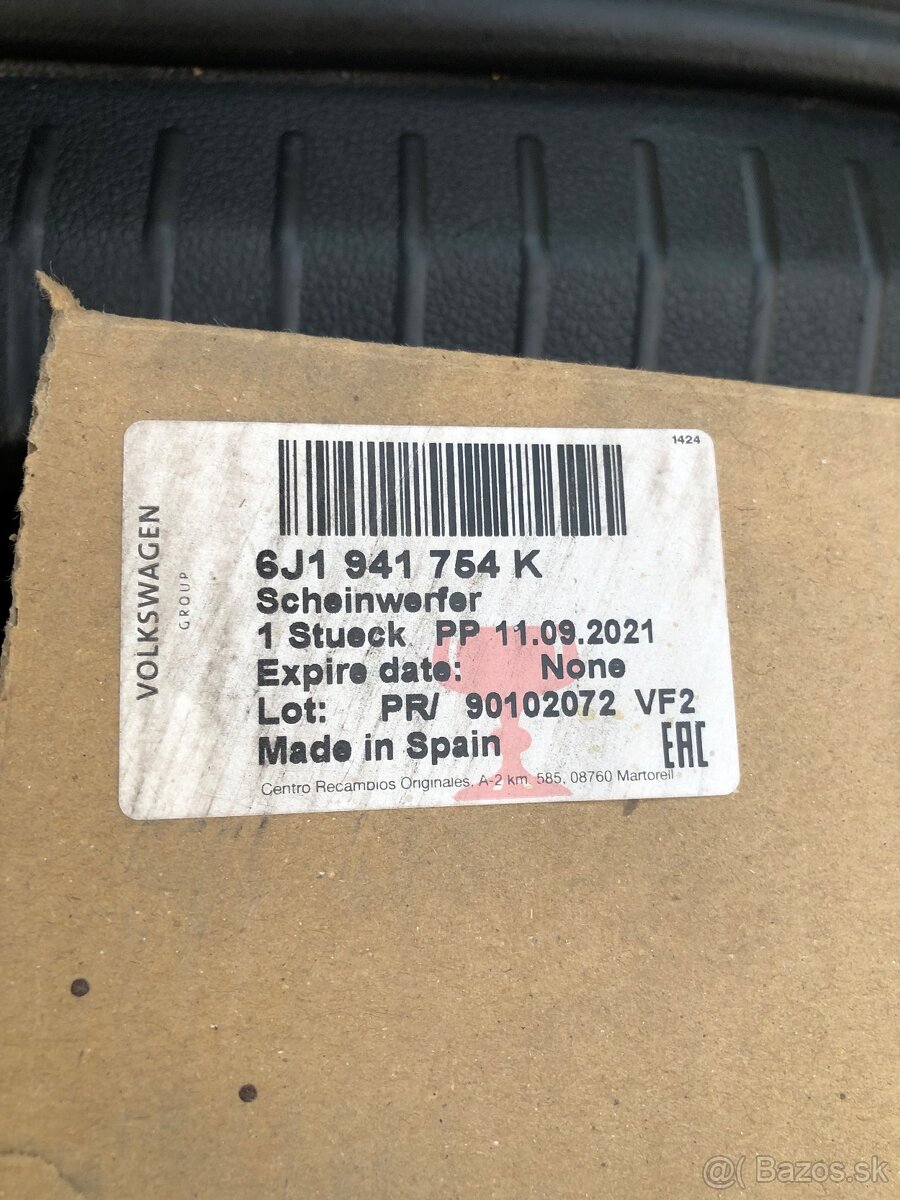 1424
VOLKSWAGEN
GROUP
6J1 941 754 K
Scheinwerfer
1 Stueck PP 11.09.2021
Expire date: None
Lot: PR/ 90102072 VF2
Made in Spain
EAC
Centro Recambios Originales, A-2 km. 585, 08760 Martorell
@( Bazos.sk